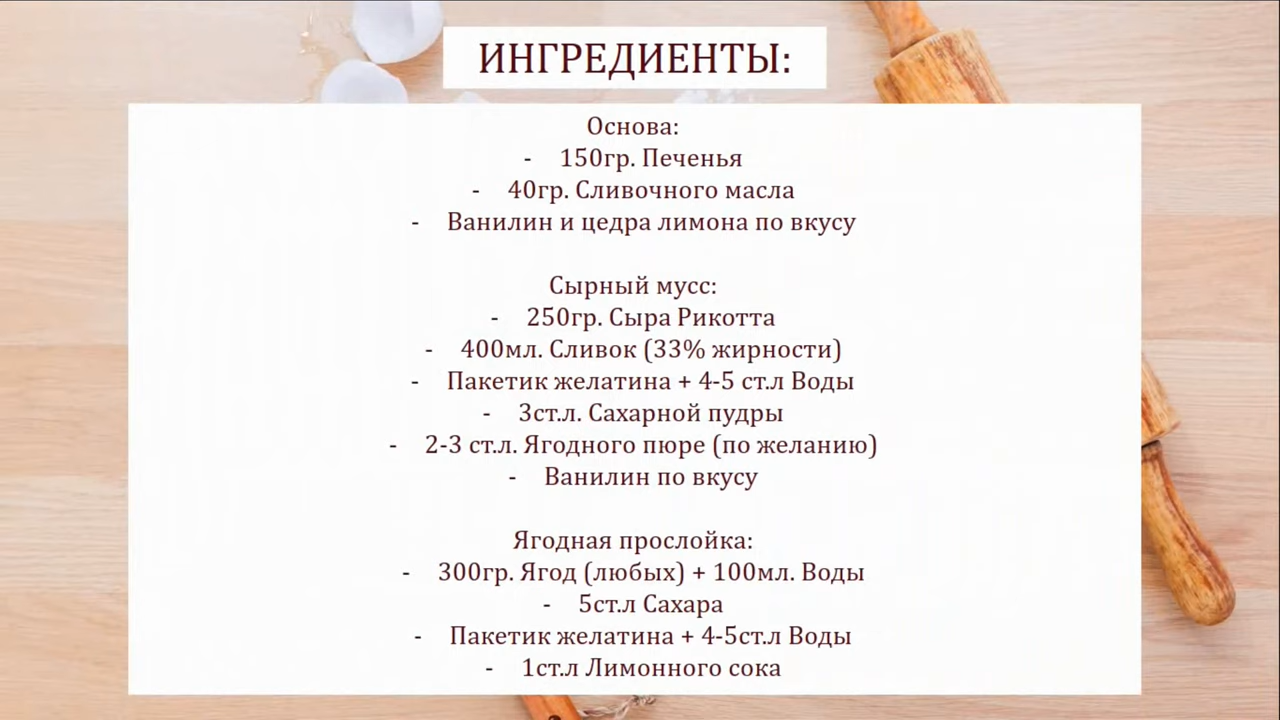 ИНГРЕДИЕНТЫ:
Основа:
- 150гр. Печенья
- 40гр. Сливочного масла
- Ванилин и цедра лимона по вкусу
Сырный мусс:
- 250гр. Сыра Рикотта
- 400мл. Сливок (33% жирности)
- Пакетик желатина + 4-5 ст.л Воды
- 3ст.л. Сахарной пудры
- 2-3 ст.л. Ягодного пюре (по желанию)
- Ванилин по вкусу
Ягодная прослойка:
- 300гр. Ягод (любых) + 100мл. Воды
- 5ст.л Сахара
- Пакетик желатина + 4-5ст.л Воды
- 1ст.л Лимонного сока